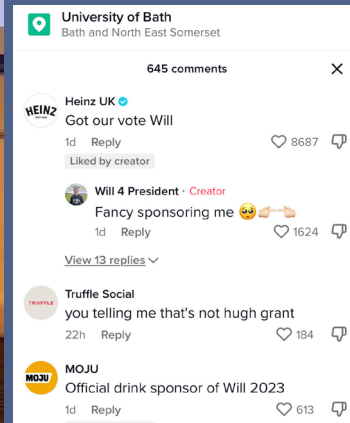 University of Bath
Bath and North East Somerset
645 comments
HEINZ
Heinz UK
Got our vote Will
1d Reply 8687
Liked by creator
Will 4 President · Creator
Fancy sponsoring me 🥺👉👈
1d Reply 1624
View 13 replies
TRUFFLE
Truffle Social
you telling me that's not hugh grant
22h Reply 184
MOJU
MOJU
Official drink sponsor of Will 2023
1d Reply 613